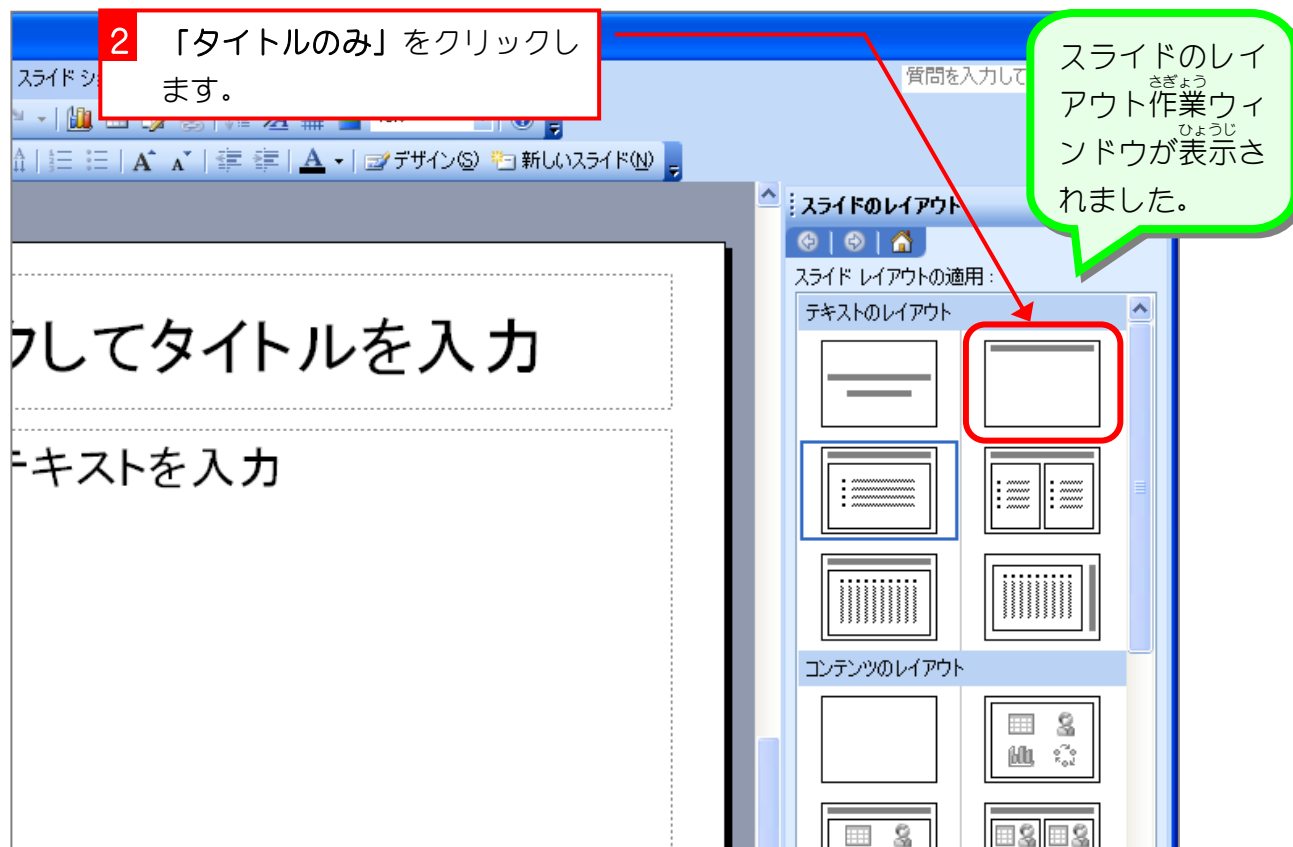 2 「タイトルのみ」をクリックし
ます。
スライドのレイ
アウト作業ウィ
さぎょう
ンドウが表示さ
ひょうじ
れました。
スライド シ
質問を入力して
A A A デザイン(S) 新しいスライド(N)
スライドのレイアウト
スライド レイアウトの適用:
テキストのレイアウト
クしてタイトルを入力
テキストを入力
コンテンツのレイアウト